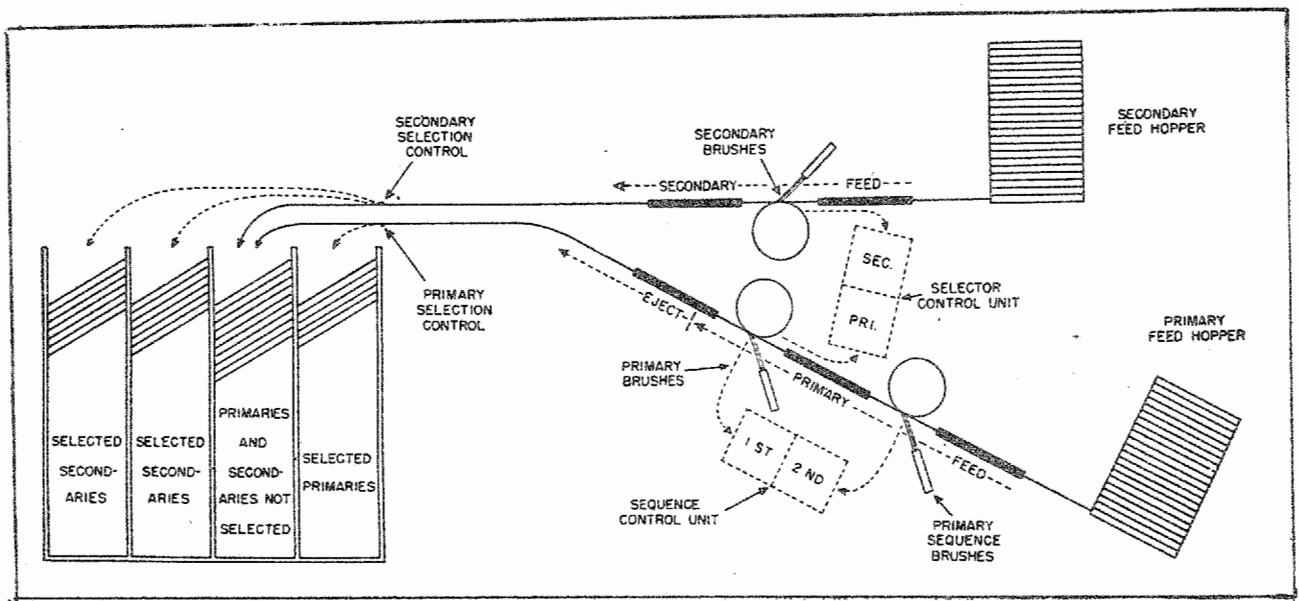 SECONDARY
SELECTION
CONTROL
SECONDARY
BRUSHES
SECONDARY
FEED HOPPER
SECONDARY
FEED
SEC.
PRI.
SELECTOR
CONTROL UNIT
PRIMARY
SELECTION
CONTROL
EJECT
PRIMARY
FEED
PRIMARY
FEED HOPPER
PRIMARY
BRUSHES
1 ST
2 ND
SEQUENCE
CONTROL UNIT
PRIMARY
SEQUENCE
BRUSHES
SELECTED
SECOND-
ARIES
SELECTED
SECOND-
ARIES
PRIMARIES
AND
SECOND-
ARIES NOT
SELECTED
SELECTED
PRIMARIES